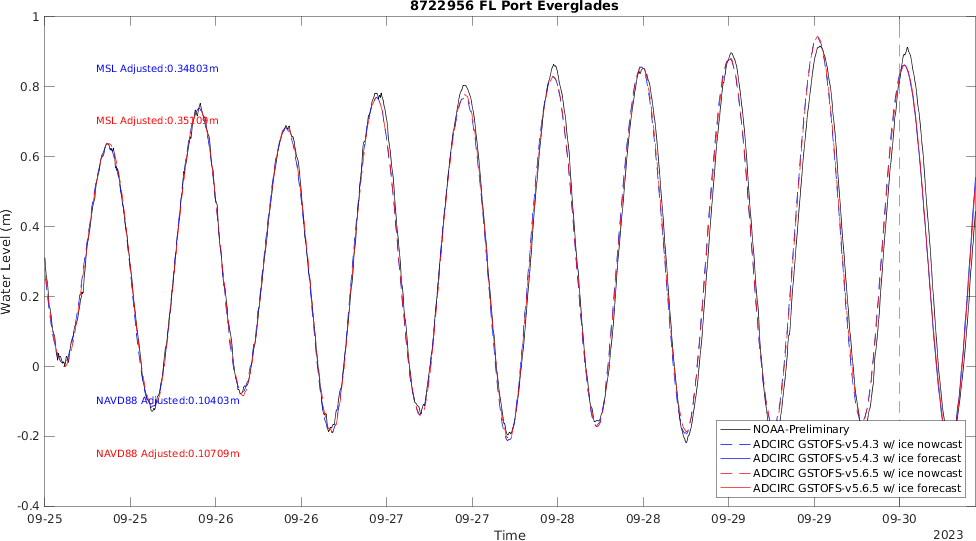 8722956 FL Port Everglades
1
0.8
0.6
0.4
0.2
0
-0.2
-0.4
Water Level (m)
MSL Adjusted:0.34803m
MSL Adjusted:0.35109m
NAVD88 Adjusted:0.10403m
NAVD88 Adjusted:0.10709m
NOAA-Preliminary
ADCIRC GSTOFS-v5.4.3 w/ ice nowcast
ADCIRC GSTOFS-v5.4.3 w/ ice forecast
ADCIRC GSTOFS-v5.6.5 w/ ice nowcast
ADCIRC GSTOFS-v5.6.5 w/ ice forecast
09-25 09-25 09-26 09-26 09-27 09-27 09-28 09-28 09-29 09-29 09-30
Time
2023